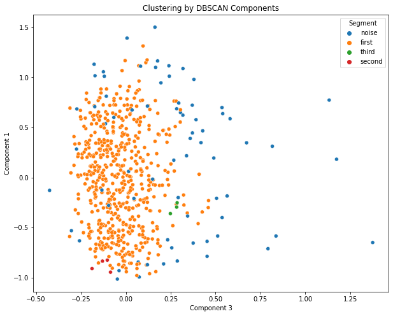 Clustering by DBSCAN Components
Segment
noise
first
third
second
Component 1
1.5
1.0
0.5
0.0
−0.5
−1.0
−0.50 −0.25 0.00 0.25 0.50 0.75 1.00 1.25
Component 3